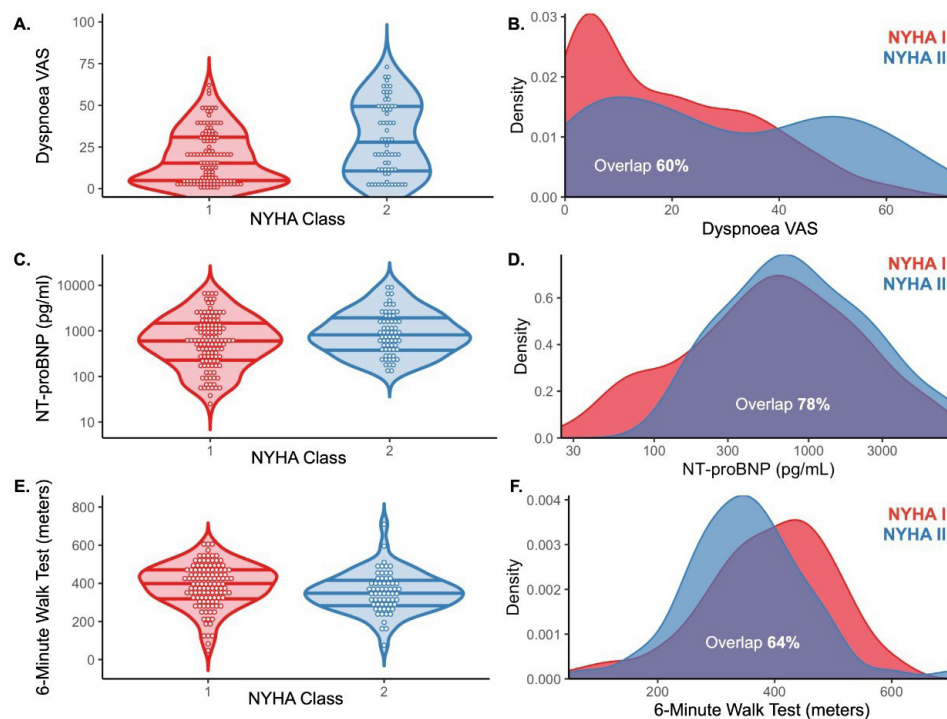 A.
100
75
50
25
0
Dyspnoea VAS
1
2
NYHA Class
B.
0.03
0.02
0.01
0.00
Density
NYHA I
NYHA II
Overlap 60%
0
20
40
60
Dyspnoea VAS
C.
10000
1000
100
10
NT-proBNP (pg/ml)
1
2
NYHA Class
D.
0.6
0.4
0.2
0.0
Density
NYHA I
NYHA II
Overlap 78%
30
100
300
1000
3000
NT-proBNP (pg/mL)
E.
800
600
400
200
0
6-Minute Walk Test (meters)
1
2
NYHA Class
F.
0.004
0.003
0.002
0.001
0.000
Density
NYHA I
NYHA II
Overlap 64%
200
400
600
6-Minute Walk Test (meters)